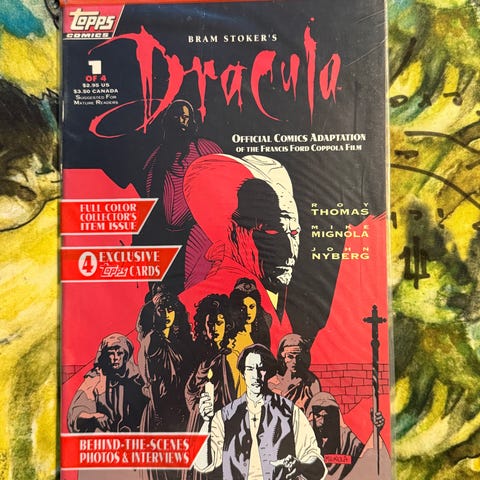 Topps
COMICS
1
OF 4
$2.95 US
$3.50 CANADA
SUGGESTED FOR
MATURE READERS
BRAM STOKER'S
Dracula
OFFICIAL COMICS ADAPTATION
OF THE FRANCIS FORD COPPOLA FILM
ROY
THOMAS
MIKE
MIGNOLA
JOHN
NYBERG
FULL COLOR
COLLECTOR'S
ITEM ISSUE
4 EXCLUSIVE
Topps CARDS
BEHIND-THE-SCENES
PHOTOS & INTERVIEWS
MIGNOLA